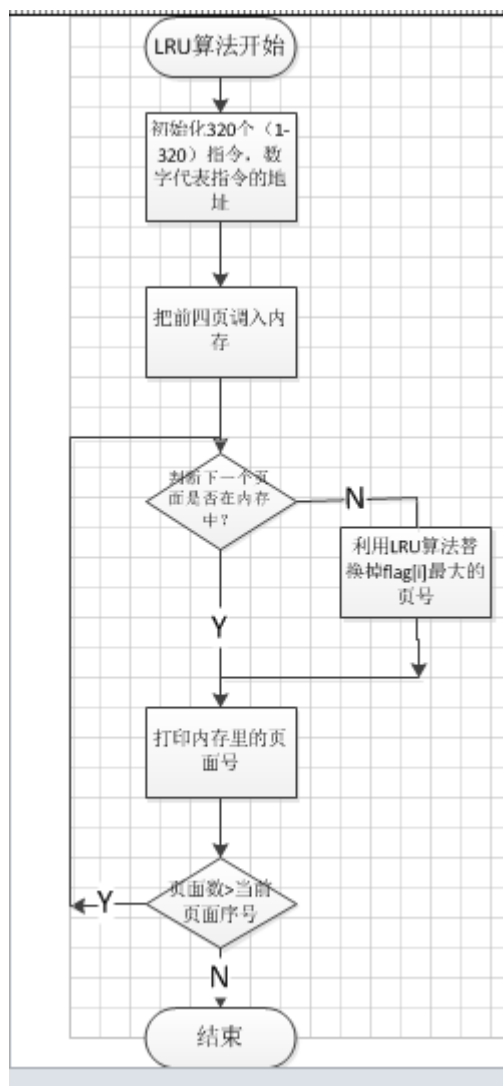 LRU算法开始
初始化320个（1-
320）指令，数
字代表指令的地
址
把前四页调入内
存
判断下一个页
面是否在内存
中？
N
利用LRU算法替
换掉flag[i]最大的
页号
Y
打印内存里的页
面号
页面数>当前
页面序号
Y
N
结束